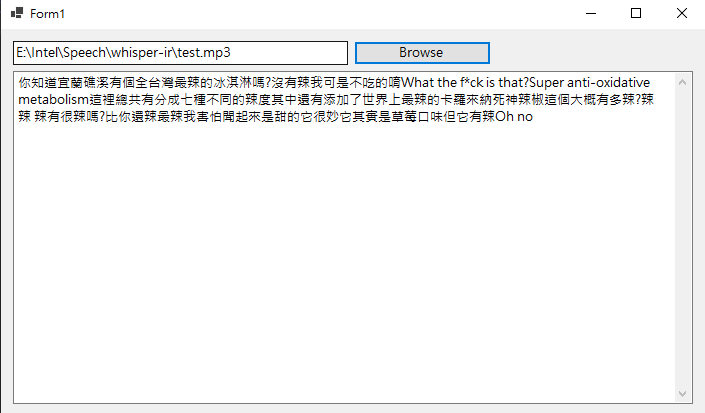 Form1
E:\Intel\Speech\whisper-ir\test.mp3 Browse
你知道宜蘭礁溪有個全台灣最辣的冰淇淋嗎?沒有辣我可是不吃的唷What the f*ck is that?Super anti-oxidative
metabolism這裡總共有分成七種不同的辣度其中還有添加了世界上最辣的卡羅來納死神辣椒這個大概有多辣?辣
辣 辣有很辣嗎?比你還辣最辣我害怕聞起來是甜的它很妙它其實是草莓口味但它有辣Oh no